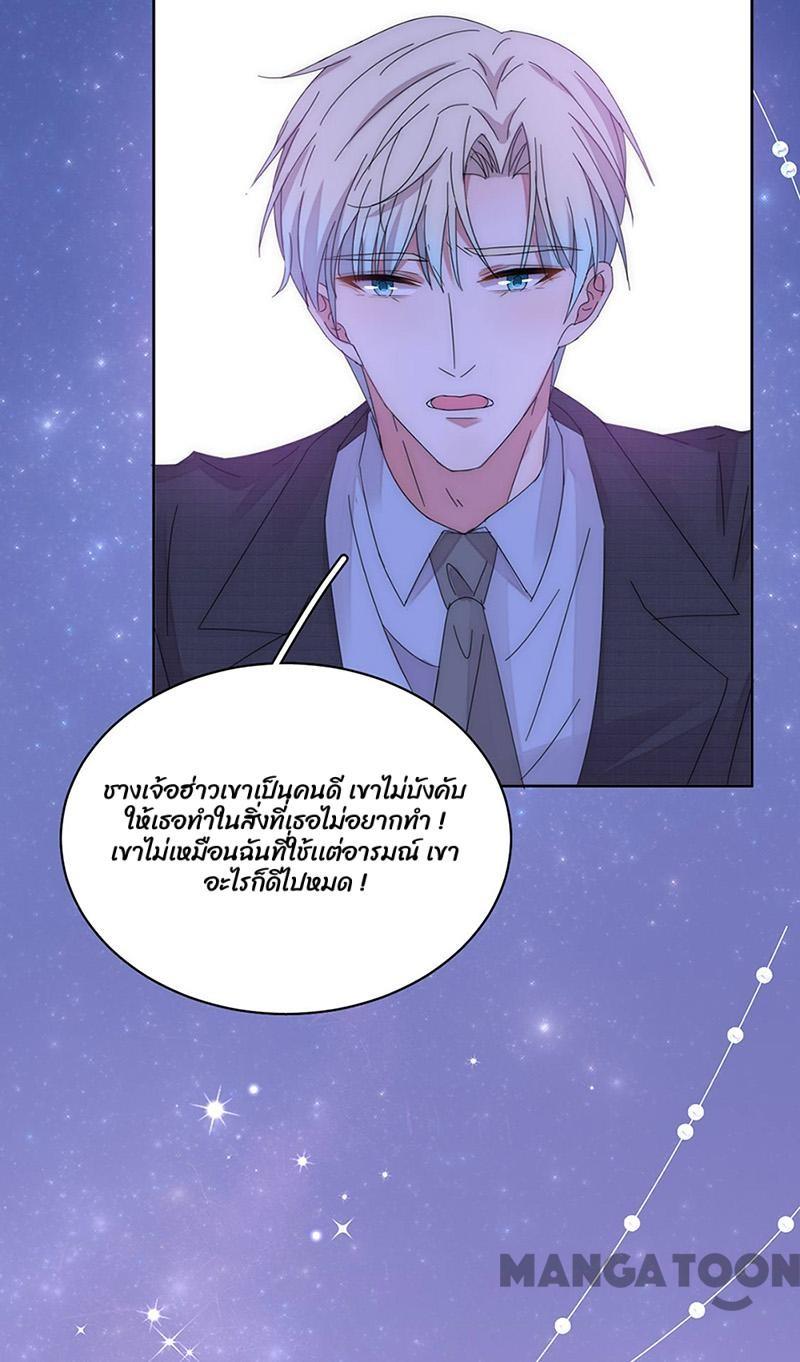 ชางเจ้อฮ่าวเขาเป็นคนดี เขาไม่บังคับ
ให้เธอทำในสิ่งที่เธอไม่อยากทำ !
เขาไม่เหมือนฉันที่ใช้แต่อารมณ์ เขา
อะไรก็ดีไปหมด !
MANGATOON